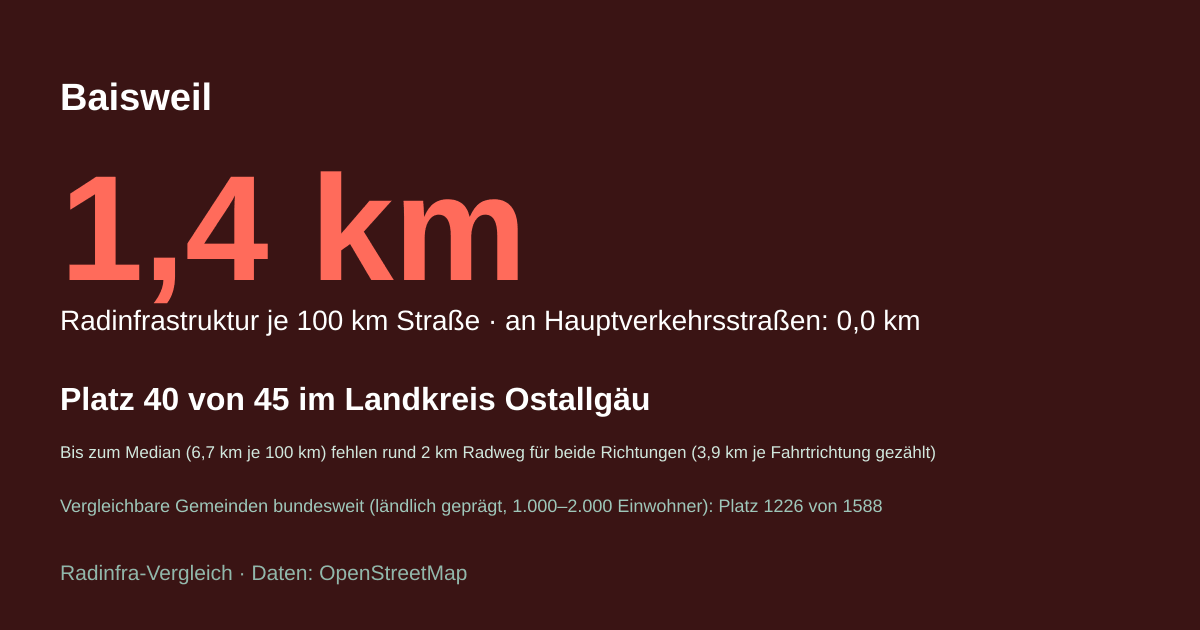 Baisweil
1,4 km
Radinfrastruktur je 100 km Straße · an Hauptverkehrsstraßen: 0,0 km
Platz 40 von 45 im Landkreis Ostallgäu
Bis zum Median (6,7 km je 100 km) fehlen rund 2 km Radweg für beide Richtungen (3,9 km je Fahrtrichtung gezählt)
Vergleichbare Gemeinden bundesweit (ländlich geprägt, 1.000–2.000 Einwohner): Platz 1226 von 1588
Radinfra-Vergleich · Daten: OpenStreetMap